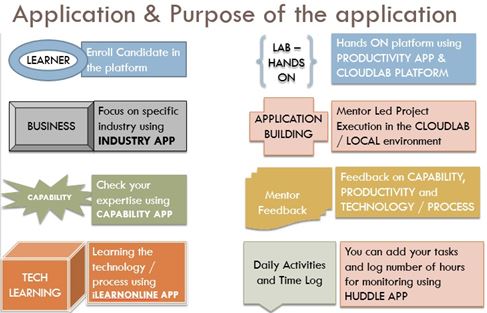 Application & Purpose of the application
LEARNER
Enroll Candidate in
the platform
BUSINESS
Focus on specific
industry using
INDUSTRY APP
CAPABILITY
Check your
expertise using
CAPABILITY APP
TECH
LEARNING
Learning the
technology /
process using
iLEARNONLINE APP
LAB –
HANDS
ON
Hands ON platform using
PRODUCTIVITY APP &
CLOUDLAB PLATFORM
APPLICATION
BUILDING
Mentor Led Project
Execution in the CLOUDLAB
/ LOCAL environment
Mentor
Feedback
Feedback on CAPABILITY,
PRODUCTIVITY and
TECHNOLOGY / PROCESS
Daily Activities
and Time Log
You can add your tasks
and log number of hours
for monitoring using
HUDDLE APP